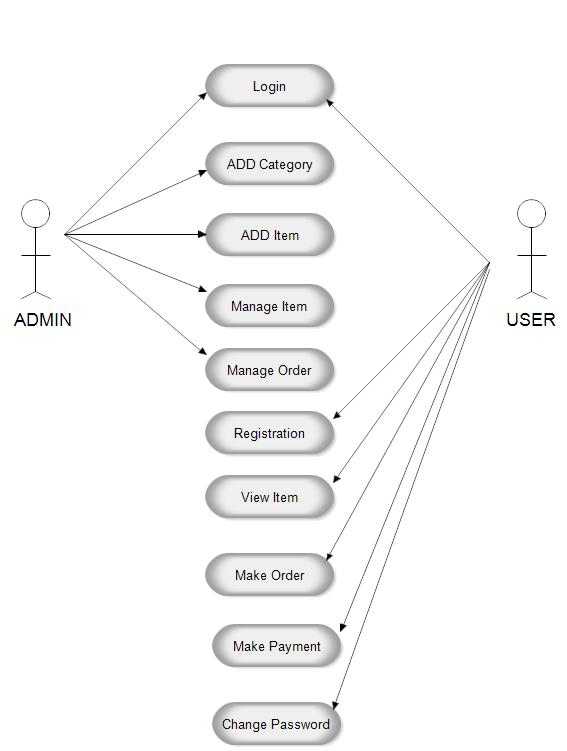 Login
ADD Category
ADD Item
Manage Item
ADMIN
USER
Manage Order
Registration
View Item
Make Order
Make Payment
Change Password